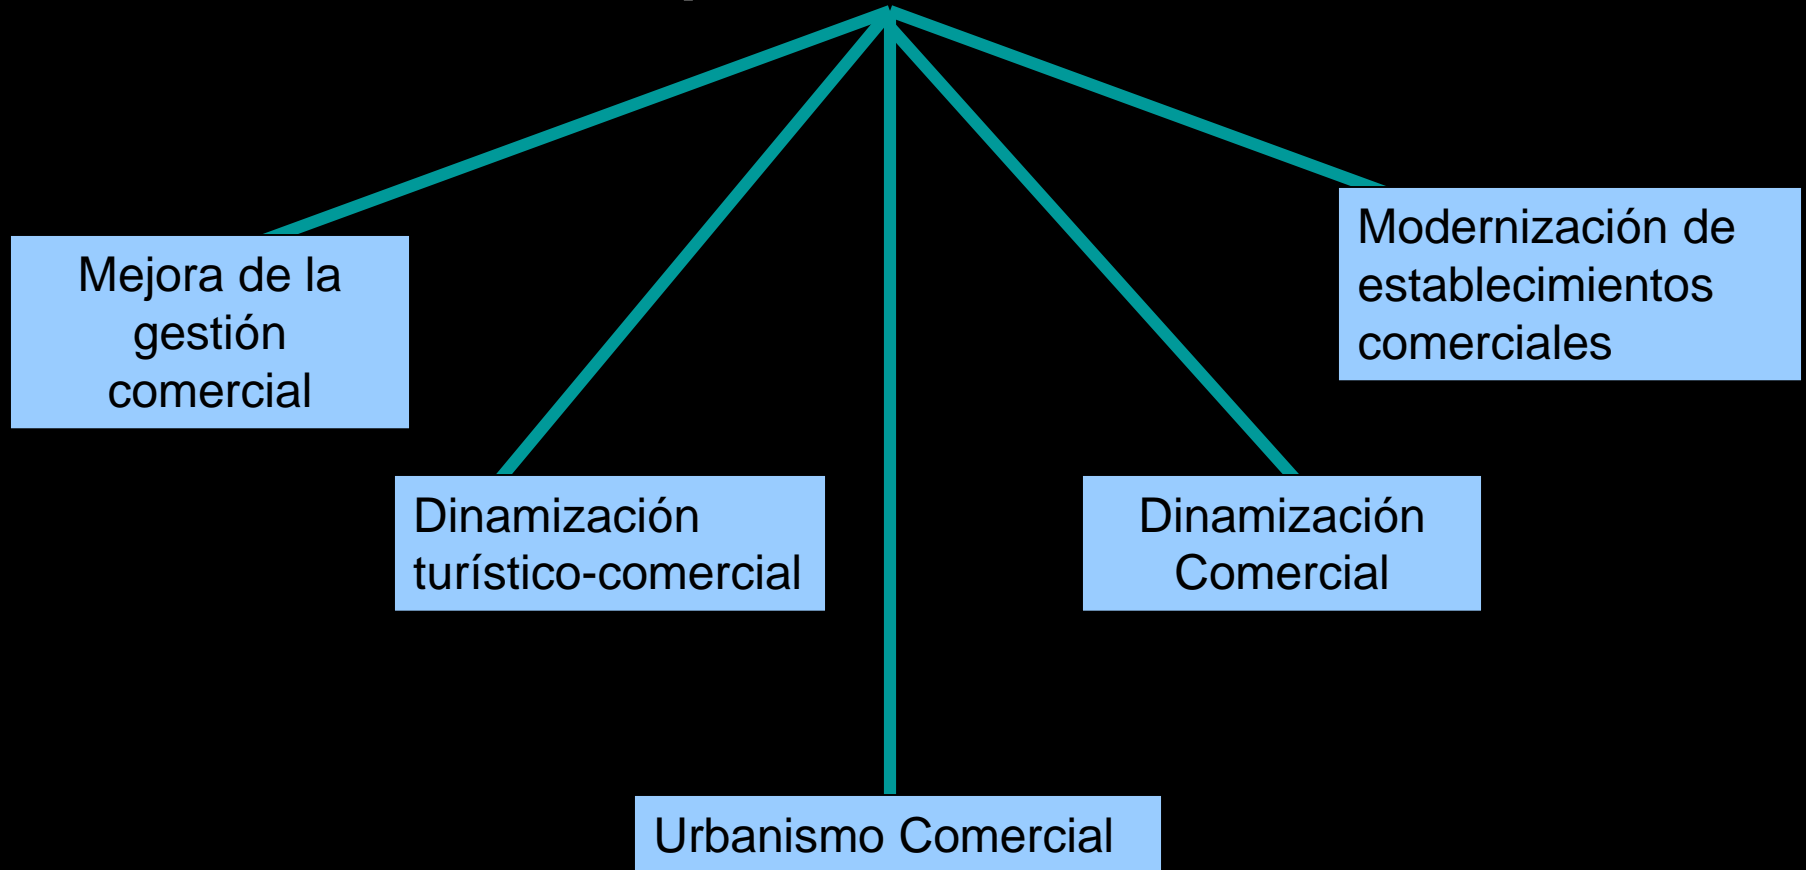 Mejora de la
gestión
comercial
Dinamización
turístico-comercial
Urbanismo Comercial
Dinamización
Comercial
Modernización de
establecimientos
comerciales